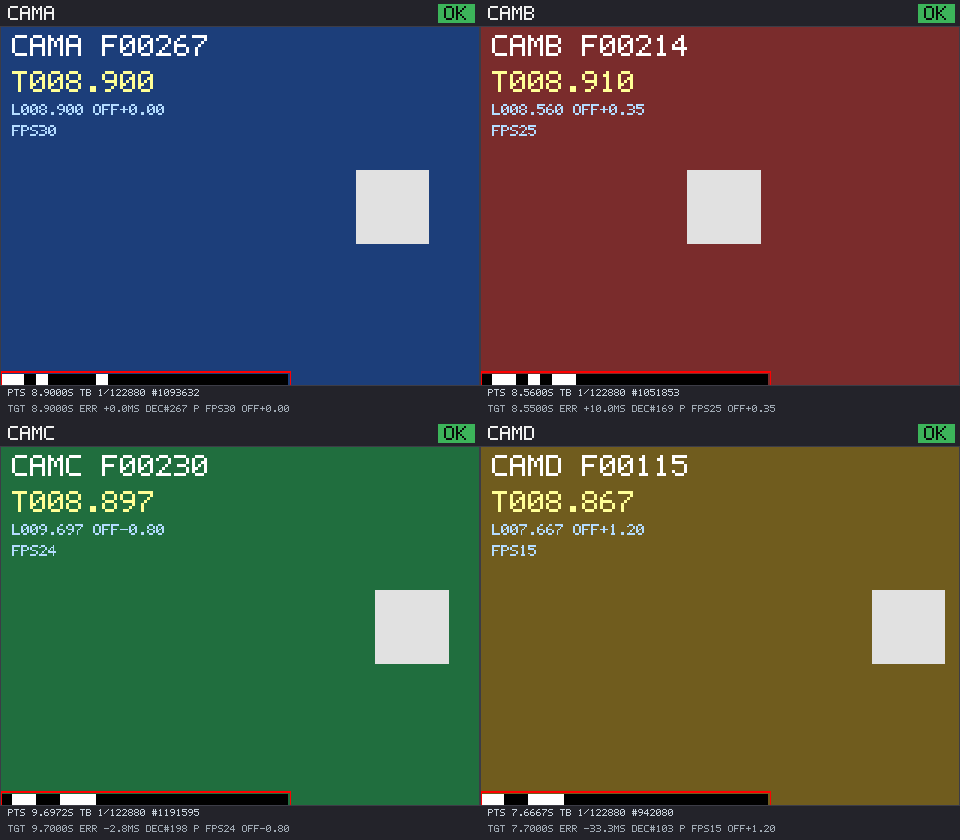 CAMA OK
CAMA F00267
T008.900
L008.900 OFF+0.00
FPS30
PTS 8.9000S TB 1/122880 #1093632
TGT 8.9000S ERR +0.0MS DEC#267 P FPS30 OFF+0.00
CAMB OK
CAMB F00214
T008.910
L008.560 OFF+0.35
FPS25
PTS 8.5600S TB 1/122880 #1051853
TGT 8.5500S ERR +10.0MS DEC#169 P FPS25 OFF+0.35
CAMC OK
CAMC F00230
T008.897
L009.697 OFF-0.80
FPS24
PTS 9.6972S TB 1/122880 #1191595
TGT 9.7000S ERR -2.8MS DEC#198 P FPS24 OFF-0.80
CAMD OK
CAMD F00115
T008.867
L007.667 OFF+1.20
FPS15
PTS 7.6667S TB 1/122880 #942080
TGT 7.7000S ERR -33.3MS DEC#103 P FPS15 OFF+1.20